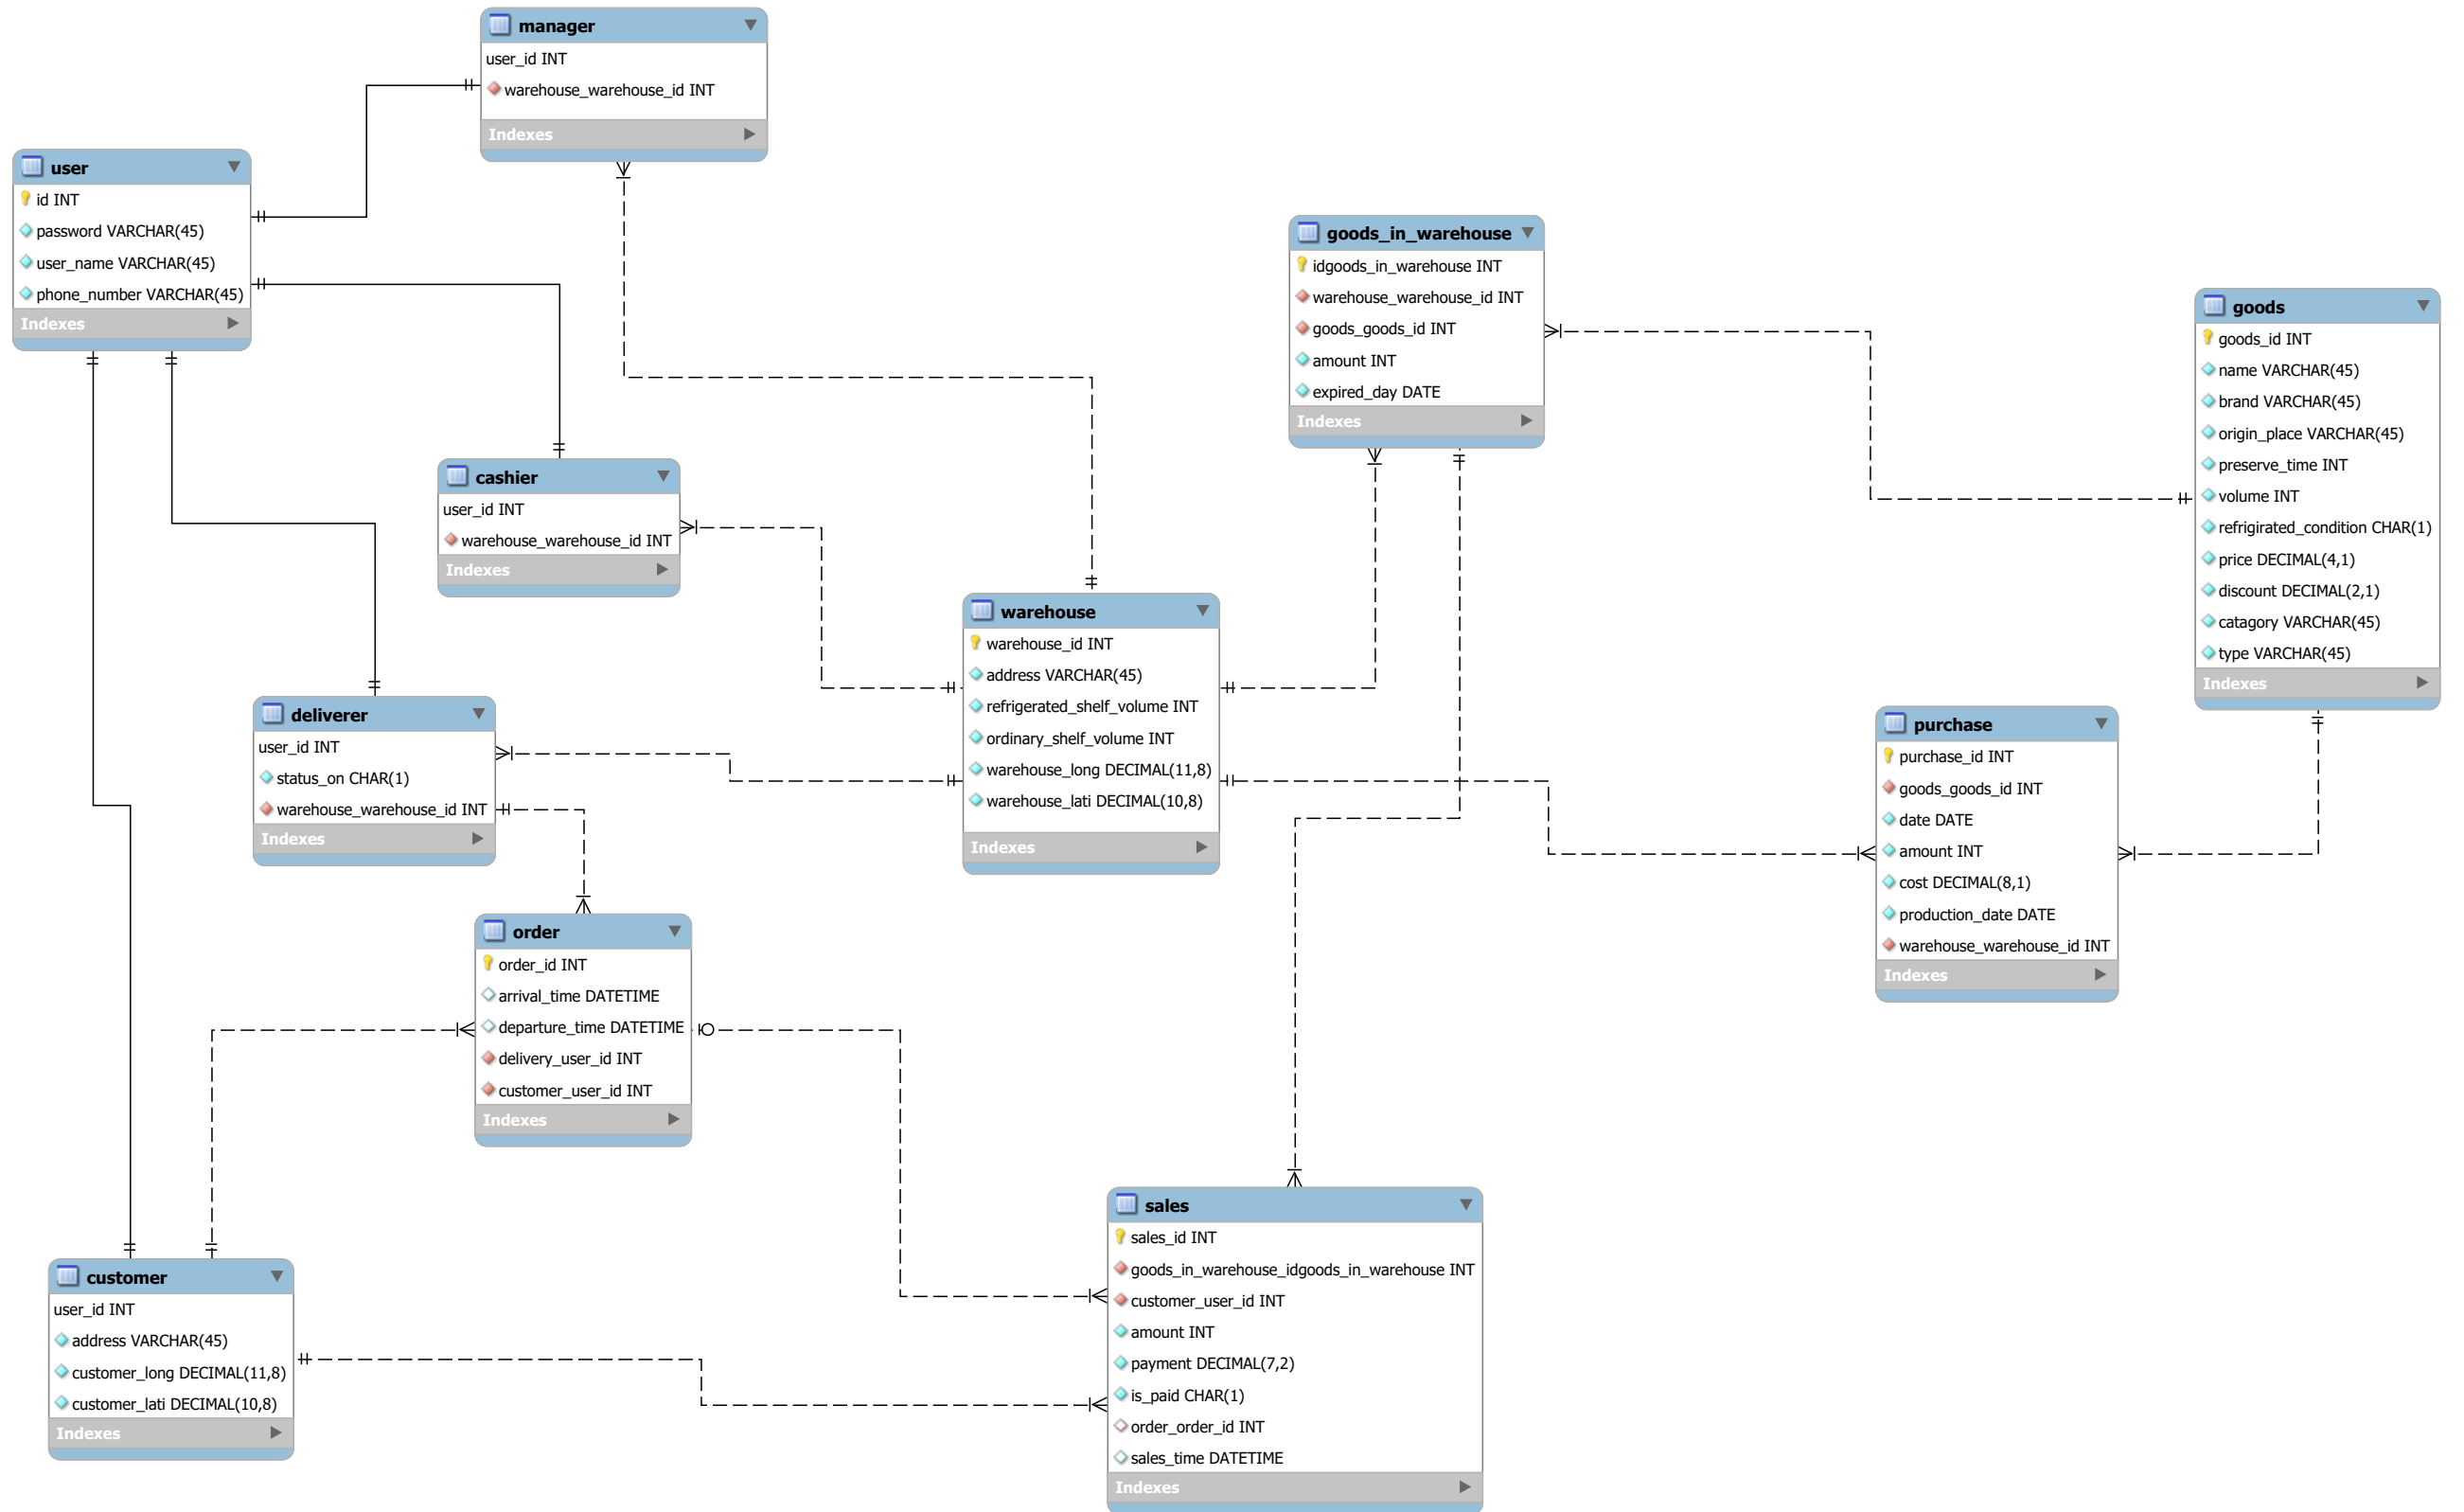 manager
user_id INT
warehouse_warehouse_id INT
Indexes
user
id INT
password VARCHAR(45)
user_name VARCHAR(45)
phone_number VARCHAR(45)
Indexes
goods_in_warehouse
idgoods_in_warehouse INT
warehouse_warehouse_id INT
goods_goods_id INT
amount INT
expired_day DATE
Indexes
goods
goods_id INT
name VARCHAR(45)
brand VARCHAR(45)
origin_place VARCHAR(45)
preserve_time INT
volume INT
refrigirated_condition CHAR(1)
price DECIMAL(4,1)
discount DECIMAL(2,1)
catagory VARCHAR(45)
type VARCHAR(45)
Indexes
cashier
user_id INT
warehouse_warehouse_id INT
Indexes
warehouse
warehouse_id INT
address VARCHAR(45)
refrigerated_shelf_volume INT
ordinary_shelf_volume INT
warehouse_long DECIMAL(11,8)
warehouse_lati DECIMAL(10,8)
Indexes
deliverer
user_id INT
status_on CHAR(1)
warehouse_warehouse_id INT
Indexes
purchase
purchase_id INT
goods_goods_id INT
date DATE
amount INT
cost DECIMAL(8,1)
production_date DATE
warehouse_warehouse_id INT
Indexes
order
order_id INT
arrival_time DATETIME
departure_time DATETIME
delivery_user_id INT
customer_user_id INT
Indexes
sales
sales_id INT
goods_in_warehouse_idgoods_in_warehouse INT
customer_user_id INT
amount INT
payment DECIMAL(7,2)
is_paid CHAR(1)
order_order_id INT
sales_time DATETIME
Indexes
customer
user_id INT
address VARCHAR(45)
customer_long DECIMAL(11,8)
customer_lati DECIMAL(10,8)
Indexes